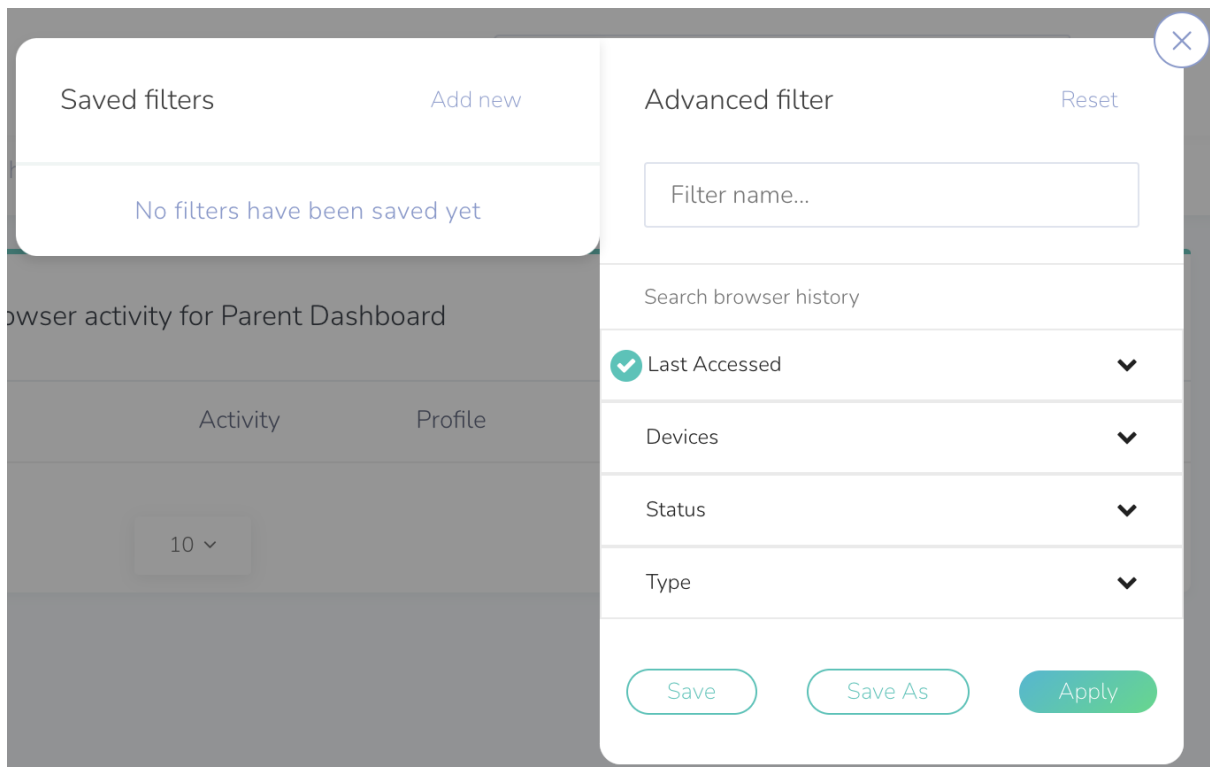 Saved filters
Add new
No filters have been saved yet
Advanced filter
Reset
Filter name...
Search browser history
Last Accessed
Devices
Status
Type
Save
Save As
Apply
owser activity for Parent Dashboard
Activity
Profile
10